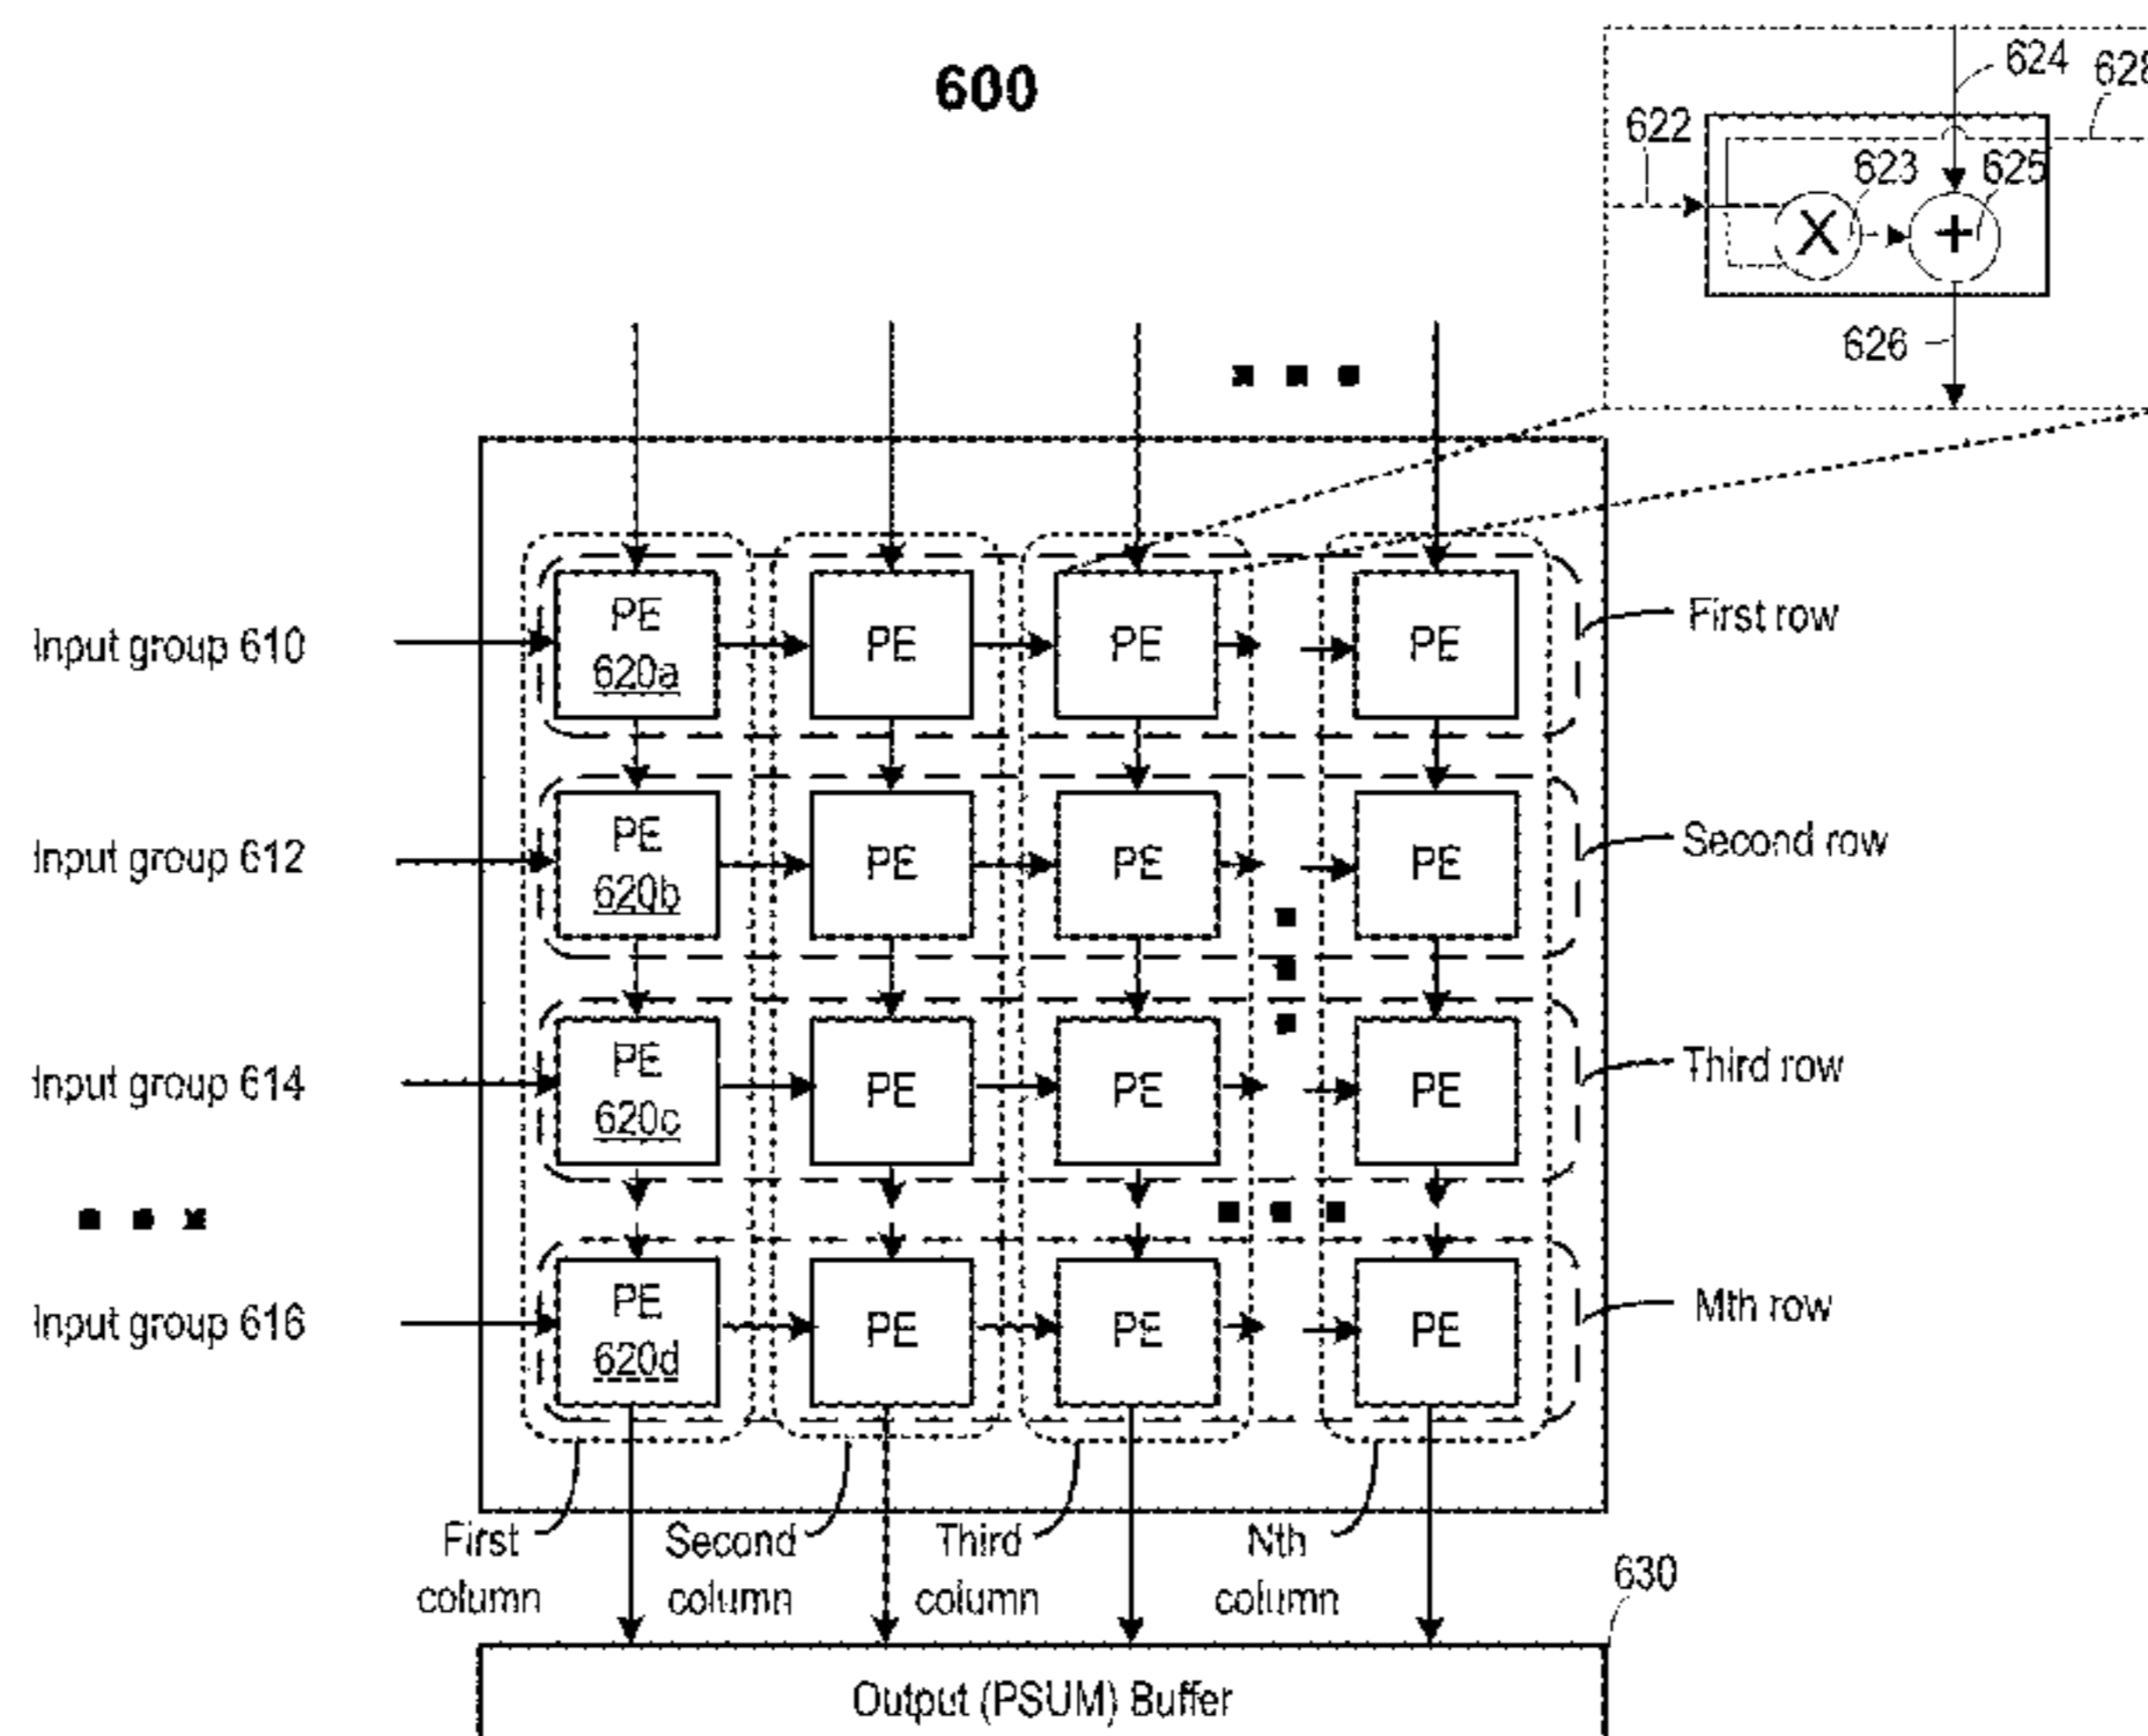 600
624 628
622
623 625
X +
626
PE PE PE PE
620a
Input group 610
First row
PE PE PE PE
620b
Input group 612
Second row
PE PE PE PE
620c
Input group 614
Third row
PE PE PE PE
620d
Input group 616
Mth row
First column
Second column
Third column
Nth column
630
Output (PSUM) Buffer